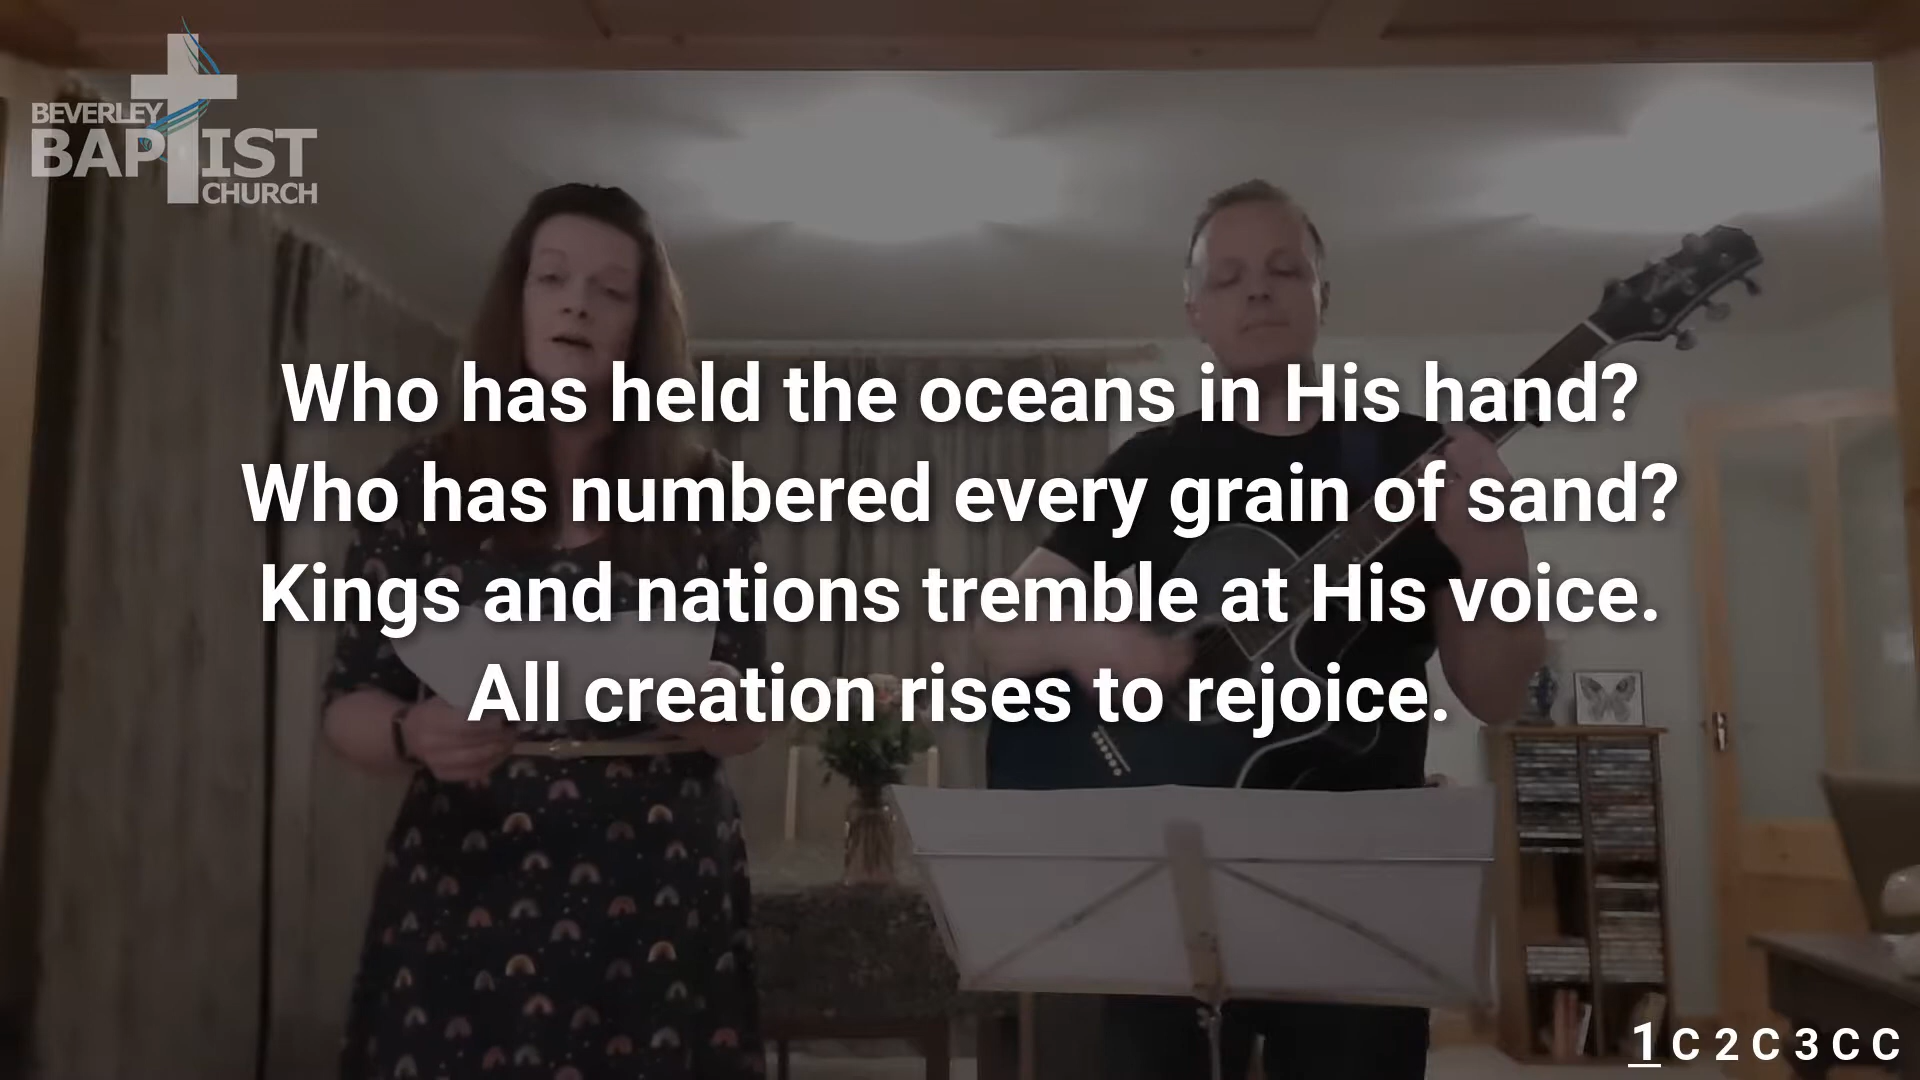 BEVERLEY
BAPTIST
CHURCH
Who has held the oceans in His hand?
Who has numbered every grain of sand?
Kings and nations tremble at His voice.
All creation rises to rejoice.
1 C 2 C 3 C C